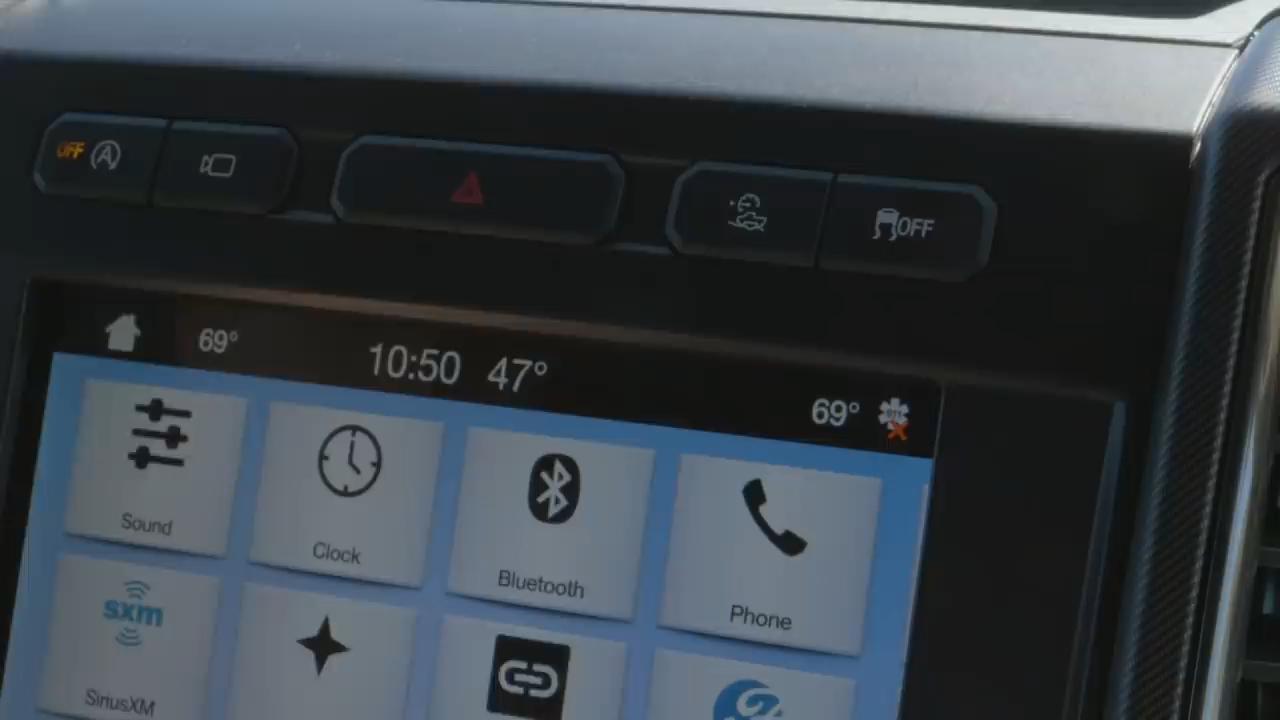 OFF A
OFF
69° 10:50 47° 69°
Sound
Clock
Bluetooth
Phone
sxm
SiriusXM